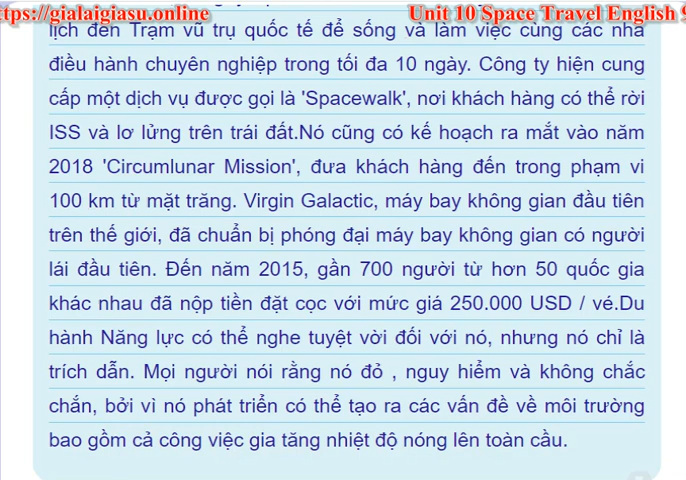 ttps://gialaigiasu.online
Unit 10 Space Travel English 9
lịch đến Trạm vũ trụ quốc tế để sống và làm việc cùng các nhà
điều hành chuyên nghiệp trong tối đa 10 ngày. Công ty hiện cung
cấp một dịch vụ được gọi là 'Spacewalk', nơi khách hàng có thể rời
ISS và lơ lửng trên trái đất.Nó cũng có kế hoạch ra mắt vào năm
2018 'Circumlunar Mission', đưa khách hàng đến trong phạm vi
100 km từ mặt trăng. Virgin Galactic, máy bay không gian đầu tiên
trên thế giới, đã chuẩn bị phóng đại máy bay không gian có người
lái đầu tiên. Đến năm 2015, gần 700 người từ hơn 50 quốc gia
khác nhau đã nộp tiền đặt cọc với mức giá 250.000 USD / vé.Du
hành Năng lực có thể nghe tuyệt vời đối với nó, nhưng nó chỉ là
trích dẫn. Mọi người nói rằng nó đỏ , nguy hiểm và không chắc
chắn, bởi vì nó phát triển có thể tạo ra các vấn đề về môi trường
bao gồm cả công việc gia tăng nhiệt độ nóng lên toàn cầu.